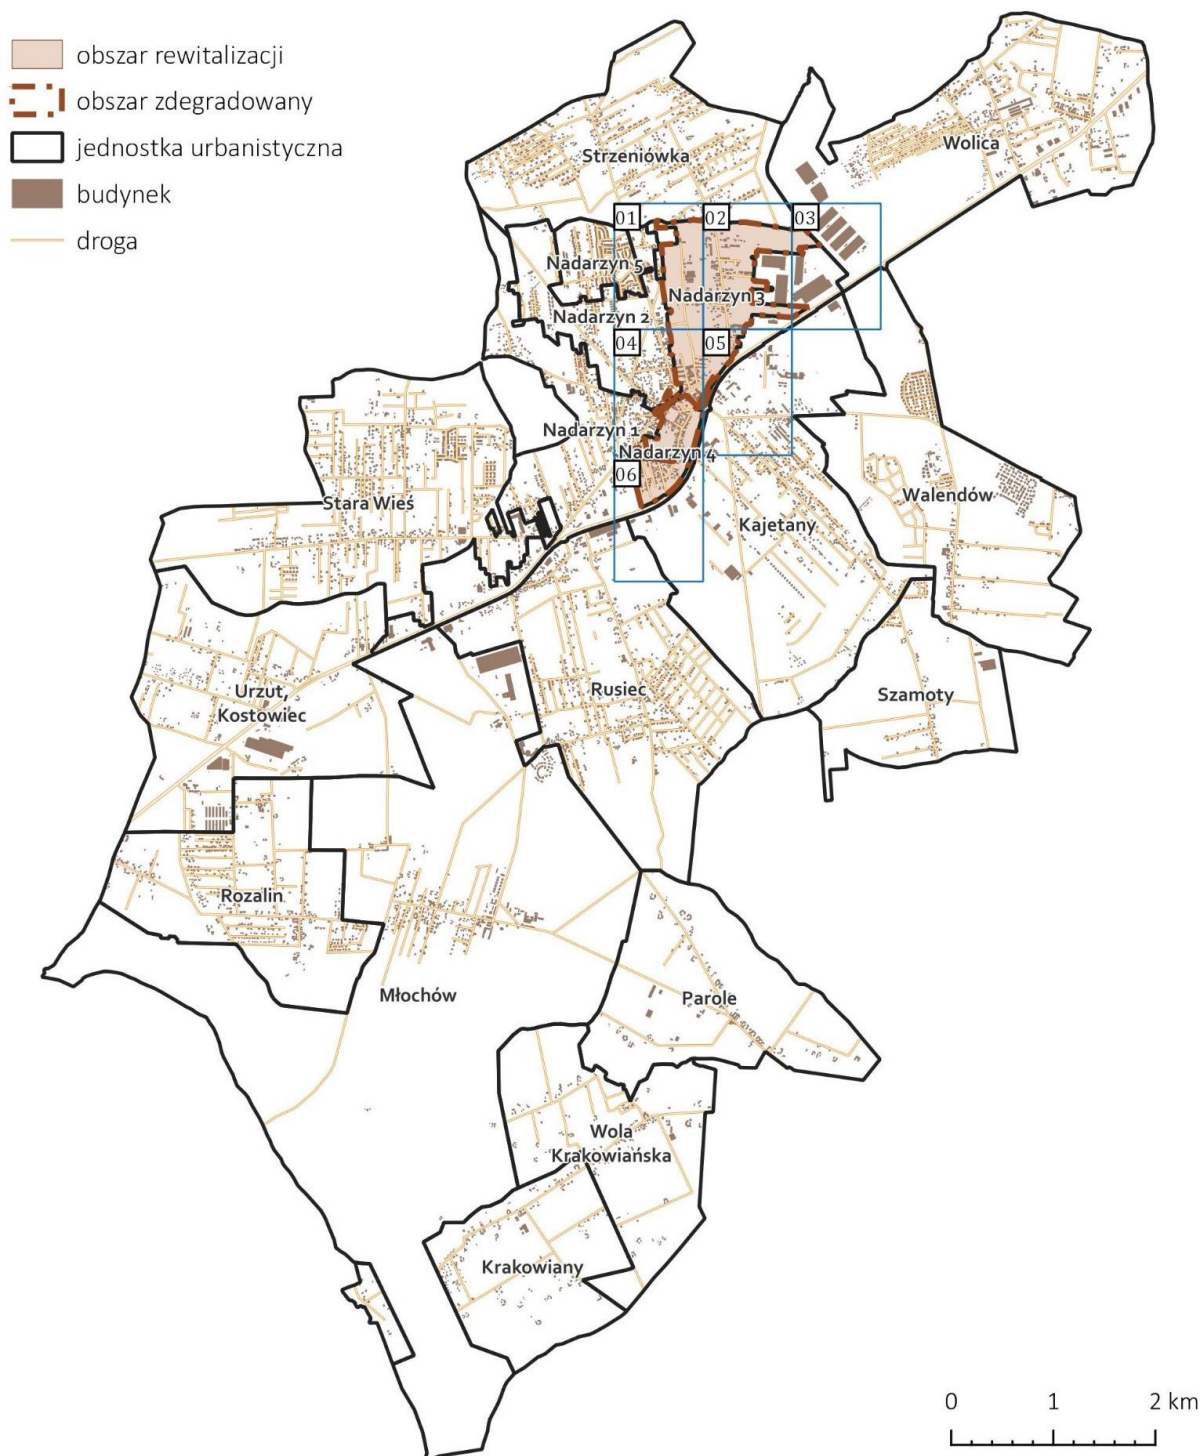 obszar rewitalizacji
obszar zdegradowany
jednostka urbanistyczna
budynek
droga
Strzeniówka
Wolica
01
02
03
Nadarzyn 5
Nadarzyn 3
Nadarzyn 2
04
05
Nadarzyn 1
Nadarzyn 4
06
Stara Wieś
Walendów
Kajetany
Urzut,
Kostowiec
Rusiec
Szamoty
Rozalin
Młochów
Parole
Wola
Krakowiańska
Krakowiany
0 1 2 km